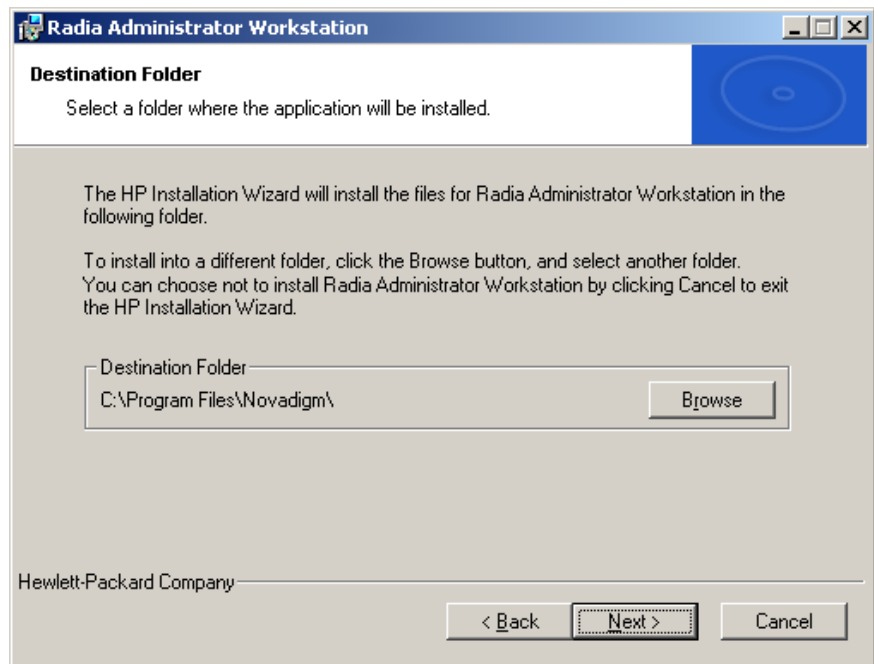 Radia Administrator Workstation
Destination Folder
Select a folder where the application will be installed.
The HP Installation Wizard will install the files for Radia Administrator Workstation in the
following folder.
To install into a different folder, click the Browse button, and select another folder.
You can choose not to install Radia Administrator Workstation by clicking Cancel to exit
the HP Installation Wizard.
Destination Folder
C:\Program Files\Novadigm\
Browse
Hewlett-Packard Company
< Back
Next >
Cancel